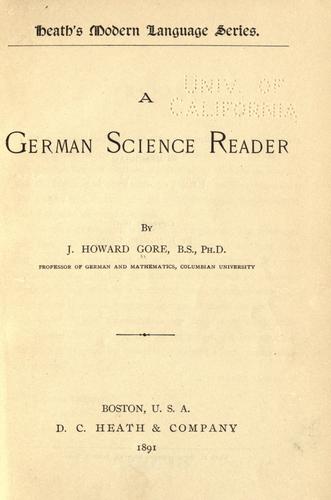 Heath's Modern Language Series.
UNIV. OF
CALIFORNIA
A
GERMAN SCIENCE READER
BY
J. HOWARD GORE, B.S., PH.D.
PROFESSOR OF GERMAN AND MATHEMATICS, COLUMBIAN UNIVERSITY
BOSTON, U. S. A.
D. C. HEATH & COMPANY
1891